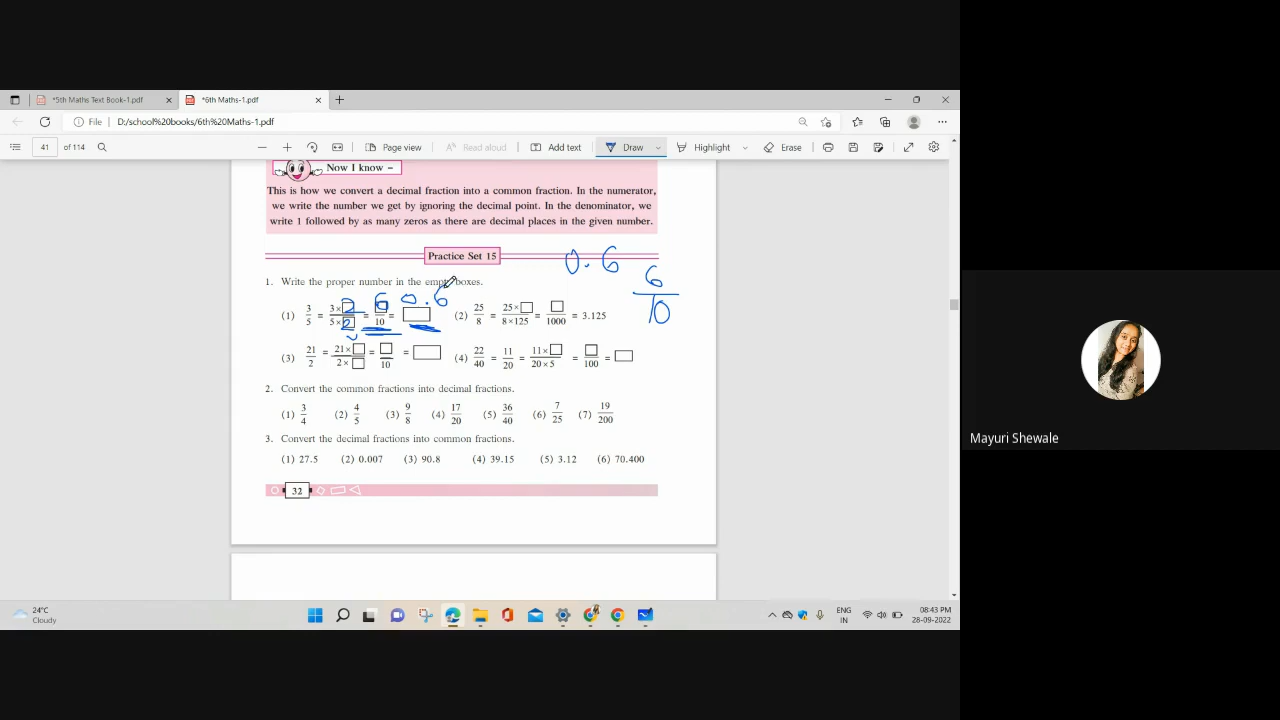 *5th Maths Text Book-1.pdf
*6th Maths-1.pdf
File D:/school%20books/6th%20Maths-1.pdf
41 of 114 Page view Read aloud Add text Draw Highlight Erase
Now I know –
This is how we convert a decimal fraction into a common fraction. In the numerator,
we write the number we get by ignoring the decimal point. In the denominator, we
write 1 followed by as many zeros as there are decimal places in the given number.
Practice Set 15
0.6
6/10
1. Write the proper number in the empty boxes.
(1) 3/5 = 3×2/5×2 = 6/10 = 0.6 (2) 25/8 = 25×□/8×125 = □/1000 = 3.125
(3) 21/2 = 21×□/2×□ = □/10 = □ (4) 22/40 = 11/20 = 11×□/20×5 = □/100 = □
2. Convert the common fractions into decimal fractions.
(1) 3/4 (2) 4/5 (3) 9/8 (4) 17/20 (5) 36/40 (6) 7/25 (7) 19/200
3. Convert the decimal fractions into common fractions.
(1) 27.5 (2) 0.007 (3) 90.8 (4) 39.15 (5) 3.12 (6) 70.400
32
Mayuri Shewale
24°C
Cloudy
ENG
IN
08:43 PM
28-09-2022